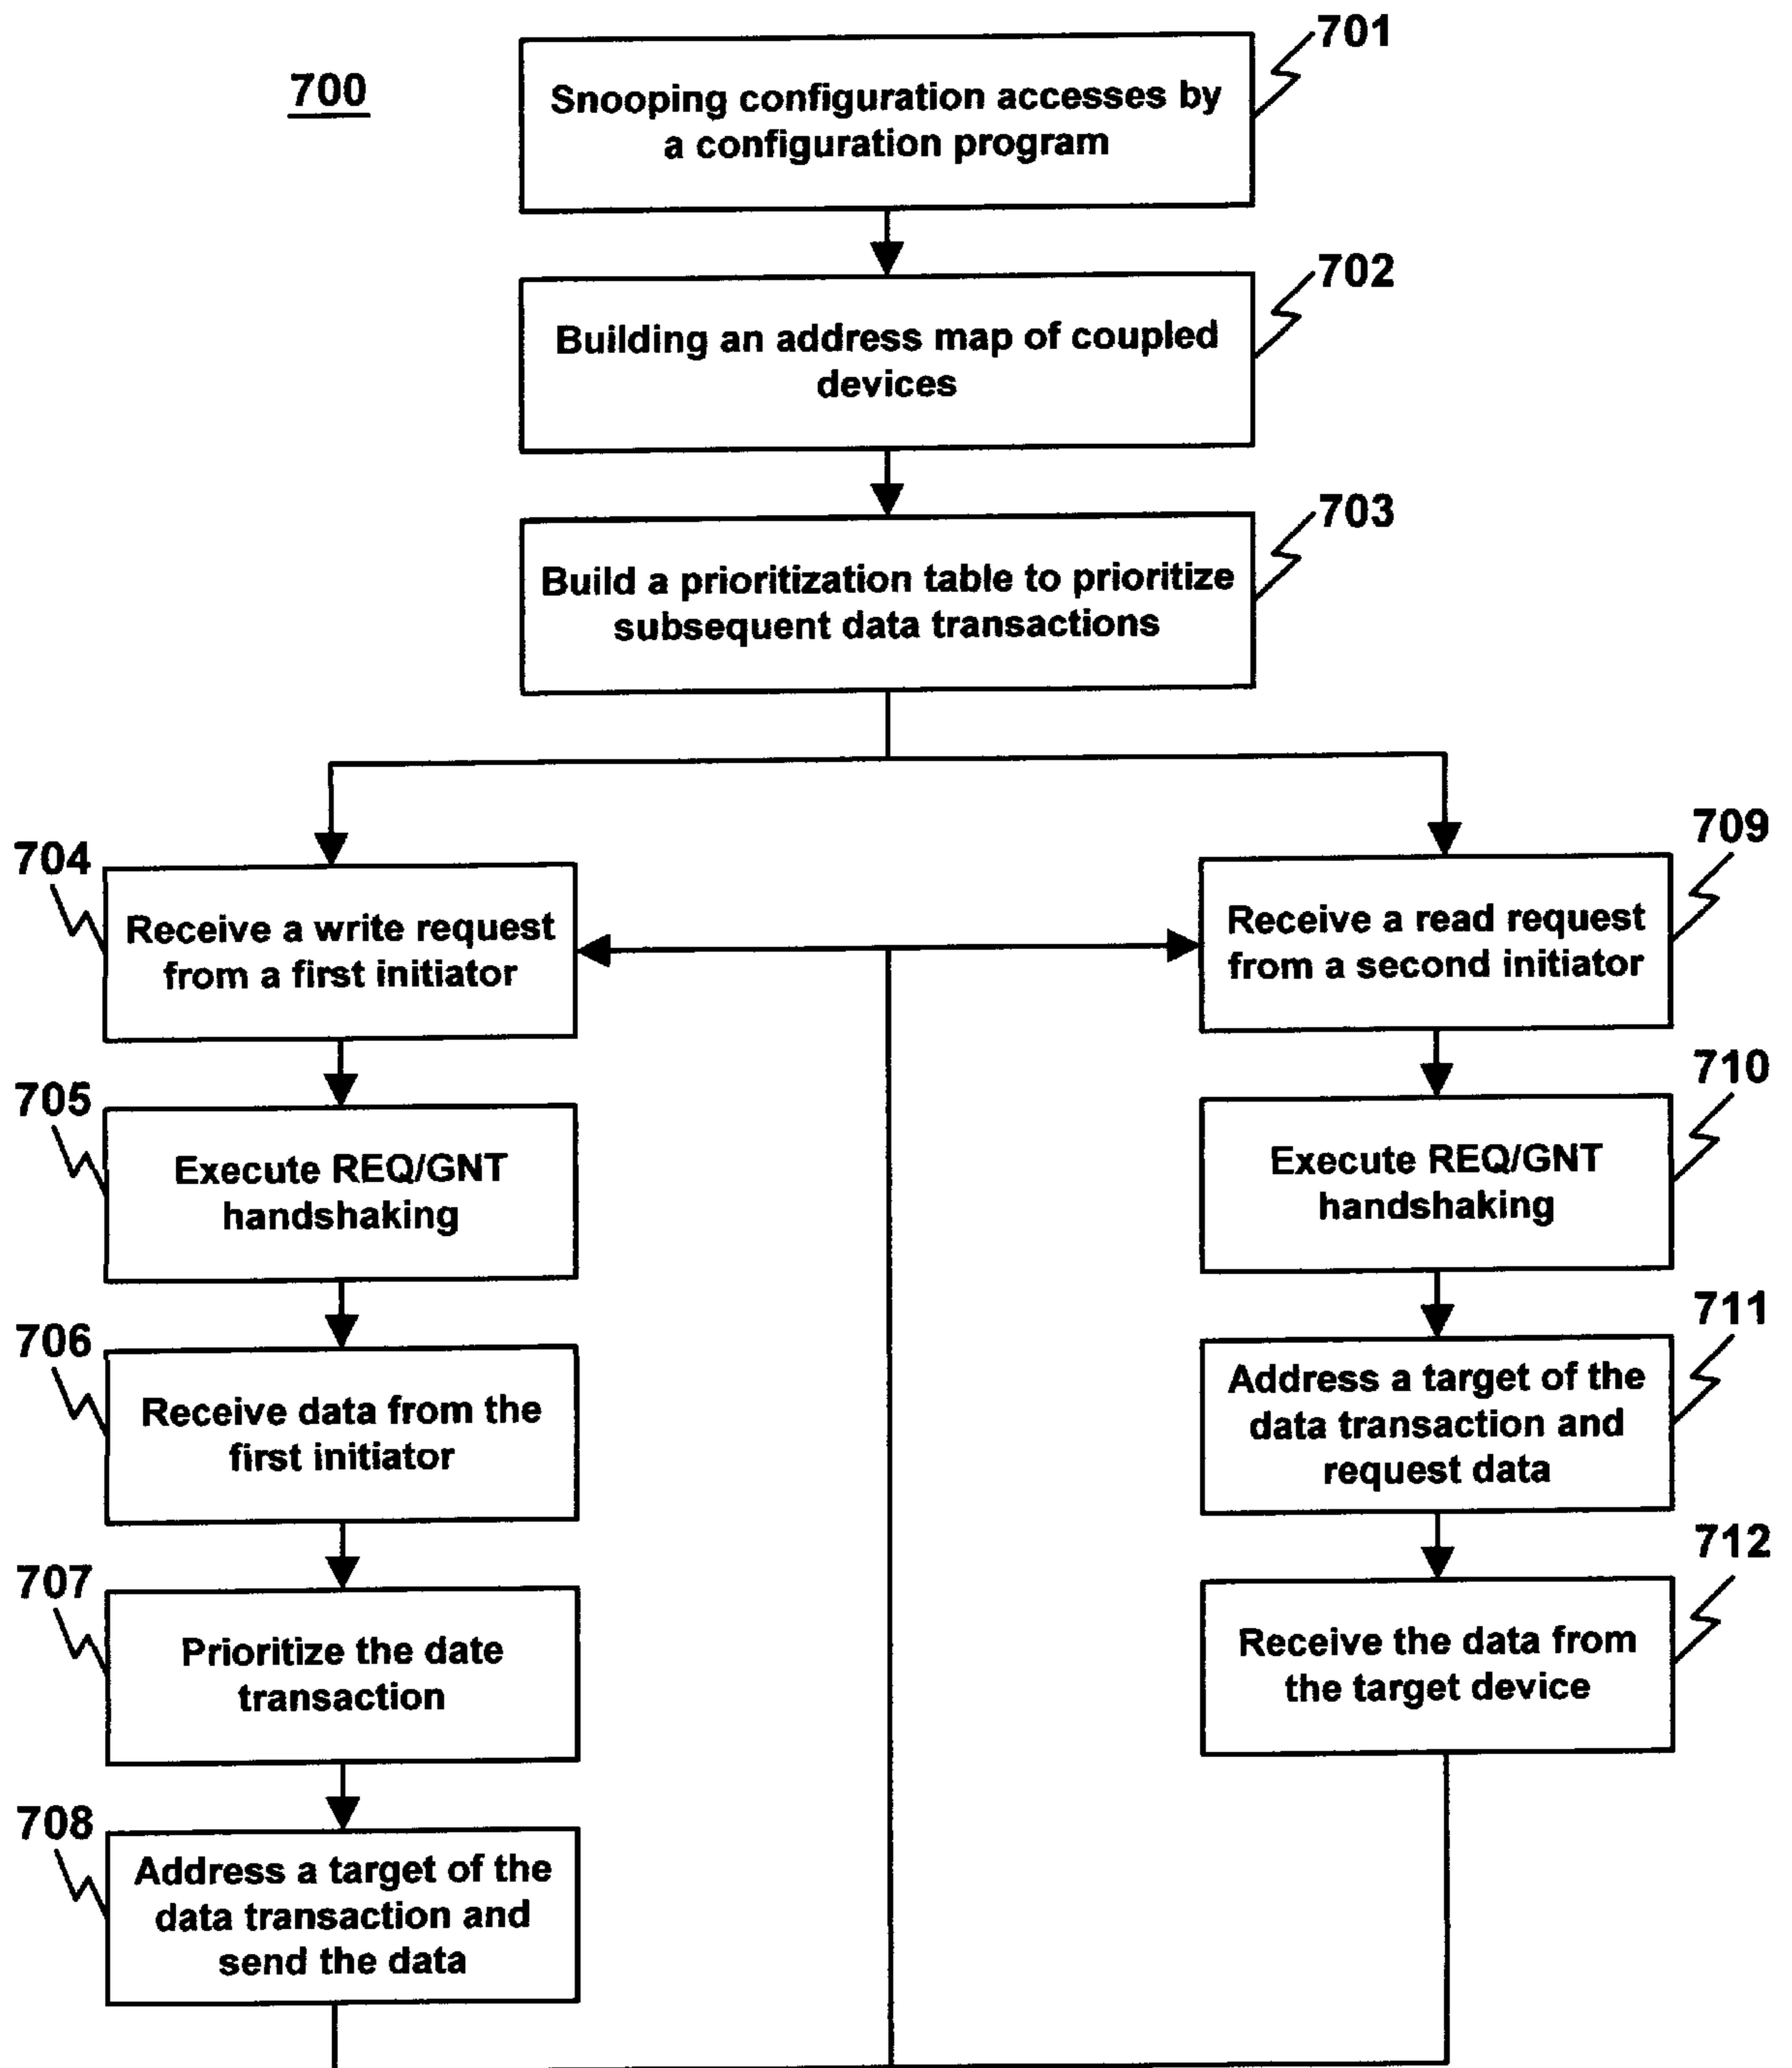 700
701
Snooping configuration accesses by
a configuration program
702
Building an address map of coupled
devices
703
Build a prioritization table to prioritize
subsequent data transactions
704
Receive a write request
from a first initiator
705
Execute REQ/GNT
handshaking
706
Receive data from the
first initiator
707
Prioritize the date
transaction
708
Address a target of the
data transaction and
send the data
709
Receive a read request
from a second initiator
710
Execute REQ/GNT
handshaking
711
Address a target of the
data transaction and
request data
712
Receive the data from
the target device